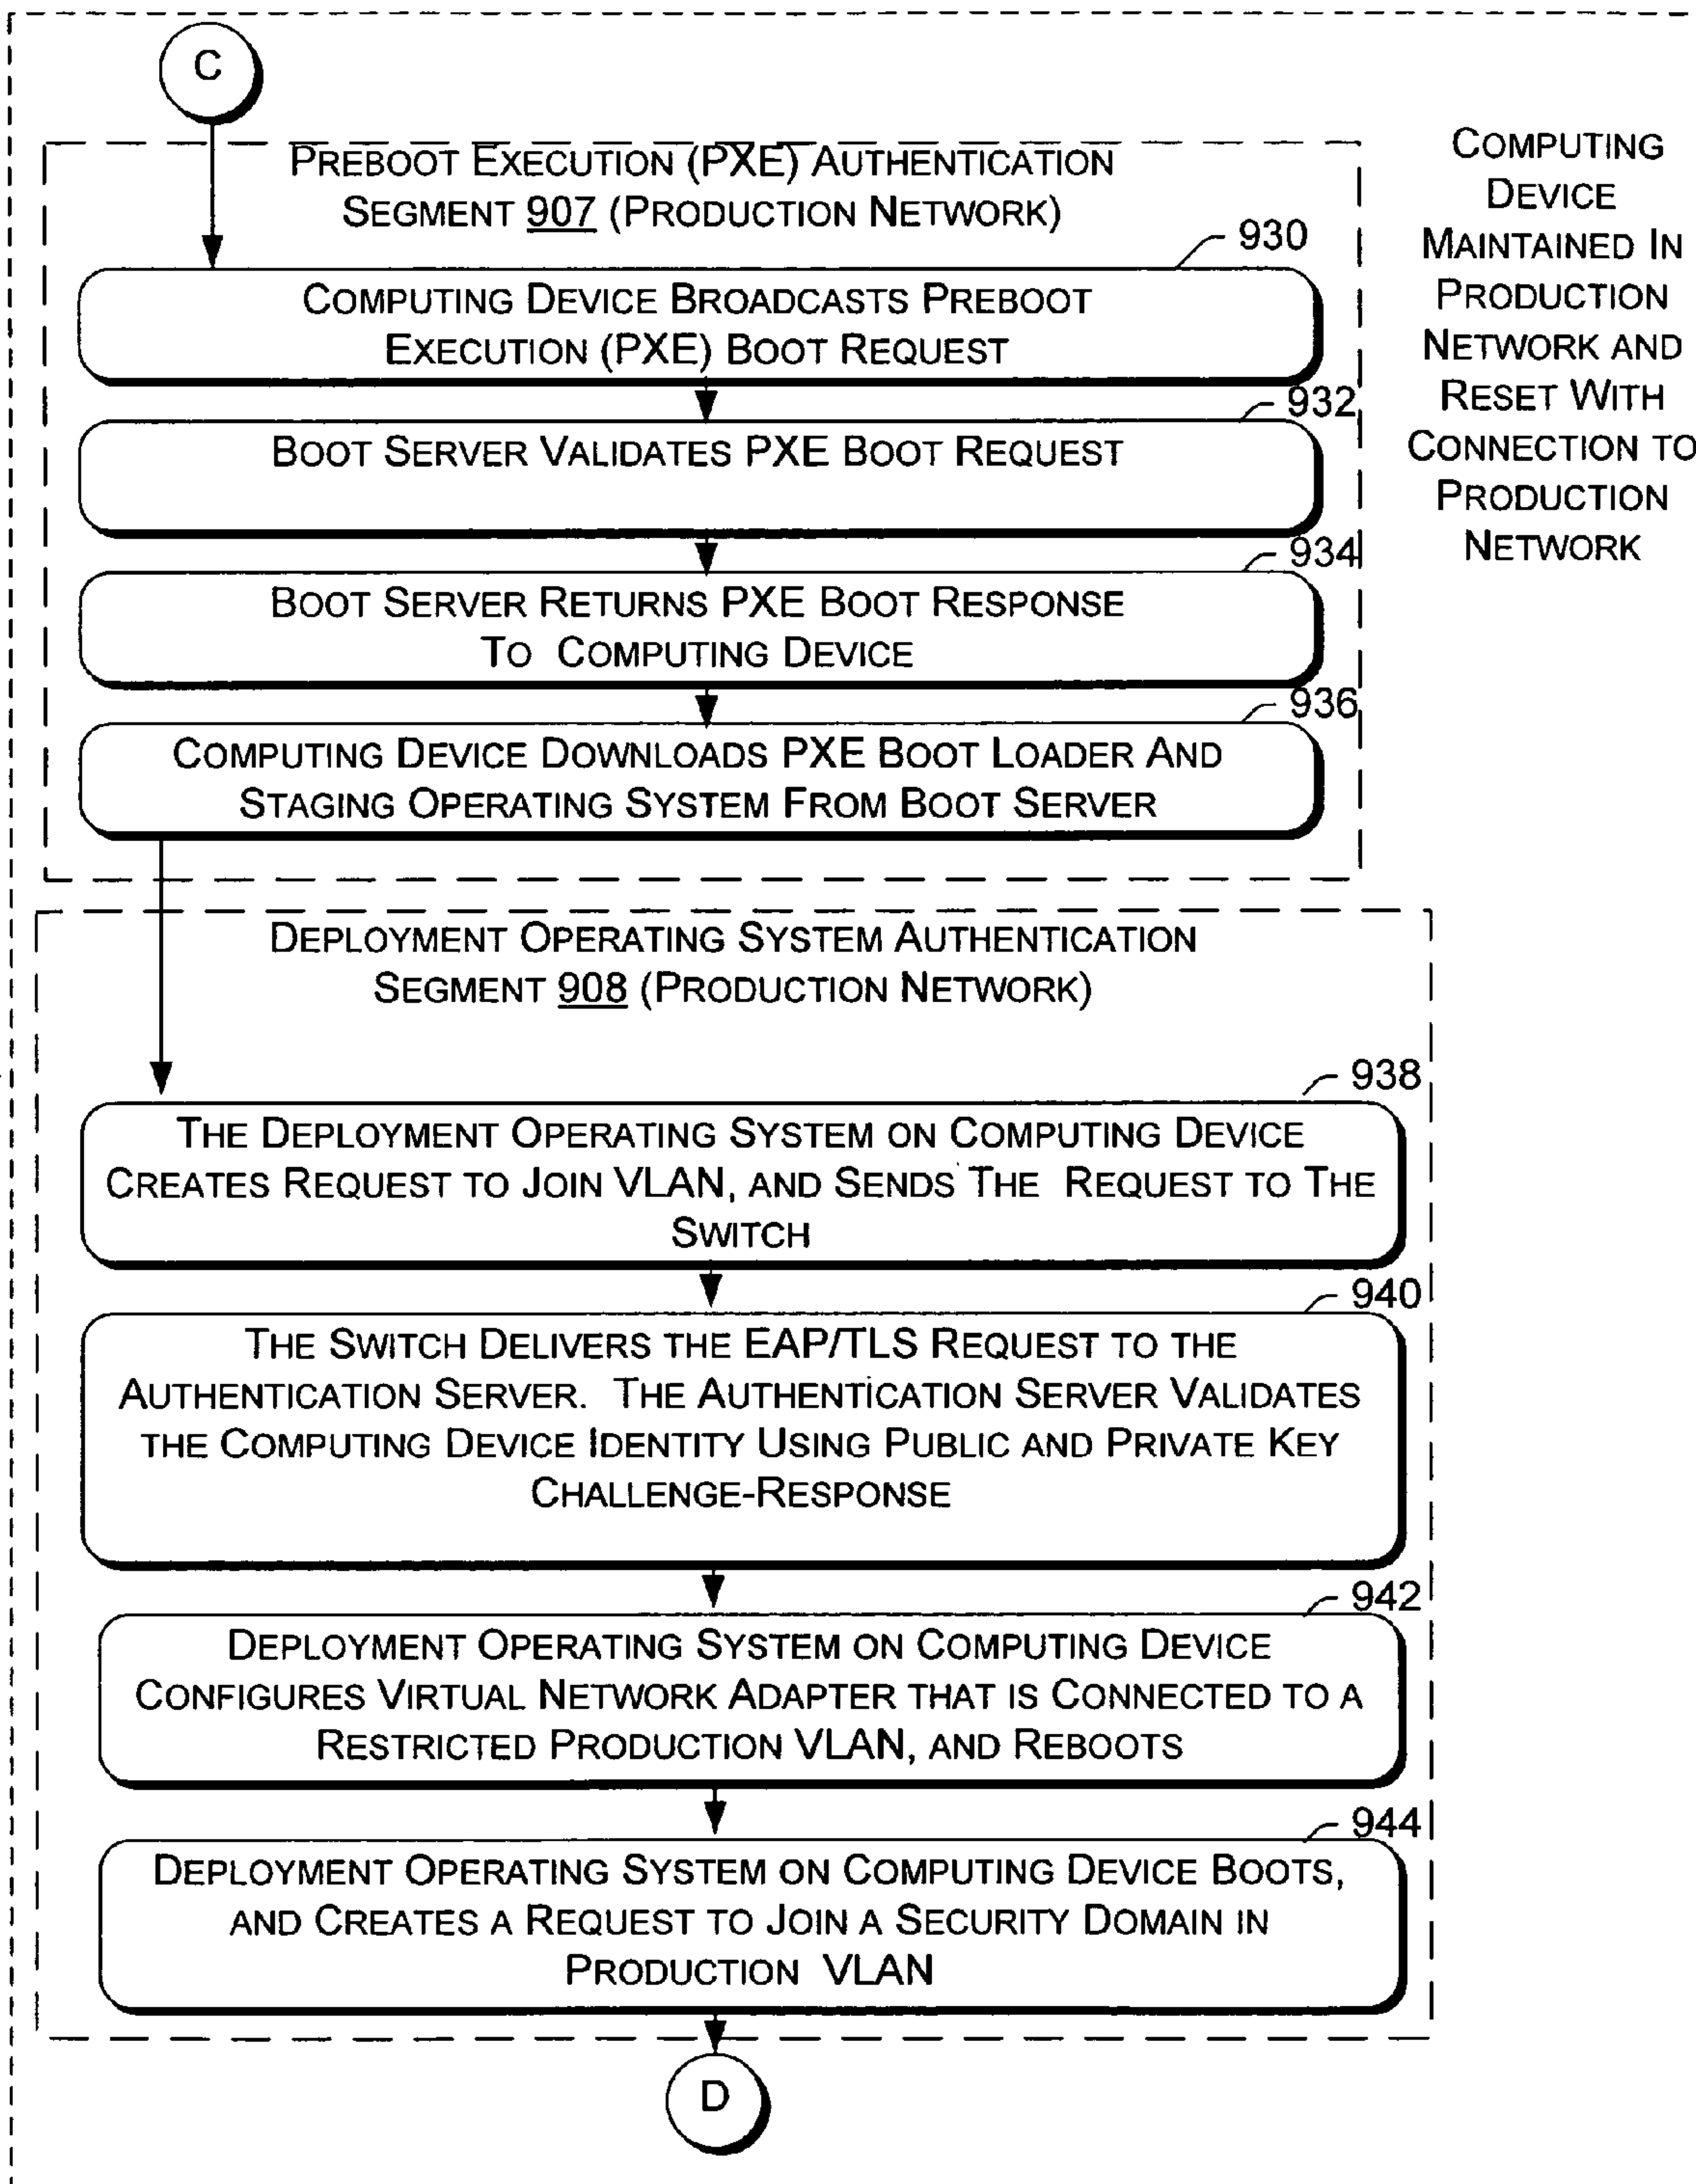 C
PREBOOT EXECUTION (PXE) AUTHENTICATION
SEGMENT 907 (PRODUCTION NETWORK)
COMPUTING
DEVICE
MAINTAINED IN
PRODUCTION
NETWORK AND
RESET WITH
CONNECTION TO
PRODUCTION
NETWORK
930
COMPUTING DEVICE BROADCASTS PREBOOT
EXECUTION (PXE) BOOT REQUEST
932
BOOT SERVER VALIDATES PXE BOOT REQUEST
934
BOOT SERVER RETURNS PXE BOOT RESPONSE
TO COMPUTING DEVICE
936
COMPUTING DEVICE DOWNLOADS PXE BOOT LOADER AND
STAGING OPERATING SYSTEM FROM BOOT SERVER
DEPLOYMENT OPERATING SYSTEM AUTHENTICATION
SEGMENT 908 (PRODUCTION NETWORK)
938
THE DEPLOYMENT OPERATING SYSTEM ON COMPUTING DEVICE
CREATES REQUEST TO JOIN VLAN, AND SENDS THE REQUEST TO THE
SWITCH
940
THE SWITCH DELIVERS THE EAP/TLS REQUEST TO THE
AUTHENTICATION SERVER. THE AUTHENTICATION SERVER VALIDATES
THE COMPUTING DEVICE IDENTITY USING PUBLIC AND PRIVATE KEY
CHALLENGE-RESPONSE
942
DEPLOYMENT OPERATING SYSTEM ON COMPUTING DEVICE
CONFIGURES VIRTUAL NETWORK ADAPTER THAT IS CONNECTED TO A
RESTRICTED PRODUCTION VLAN, AND REBOOTS
944
DEPLOYMENT OPERATING SYSTEM ON COMPUTING DEVICE BOOTS,
AND CREATES A REQUEST TO JOIN A SECURITY DOMAIN IN
PRODUCTION VLAN
D